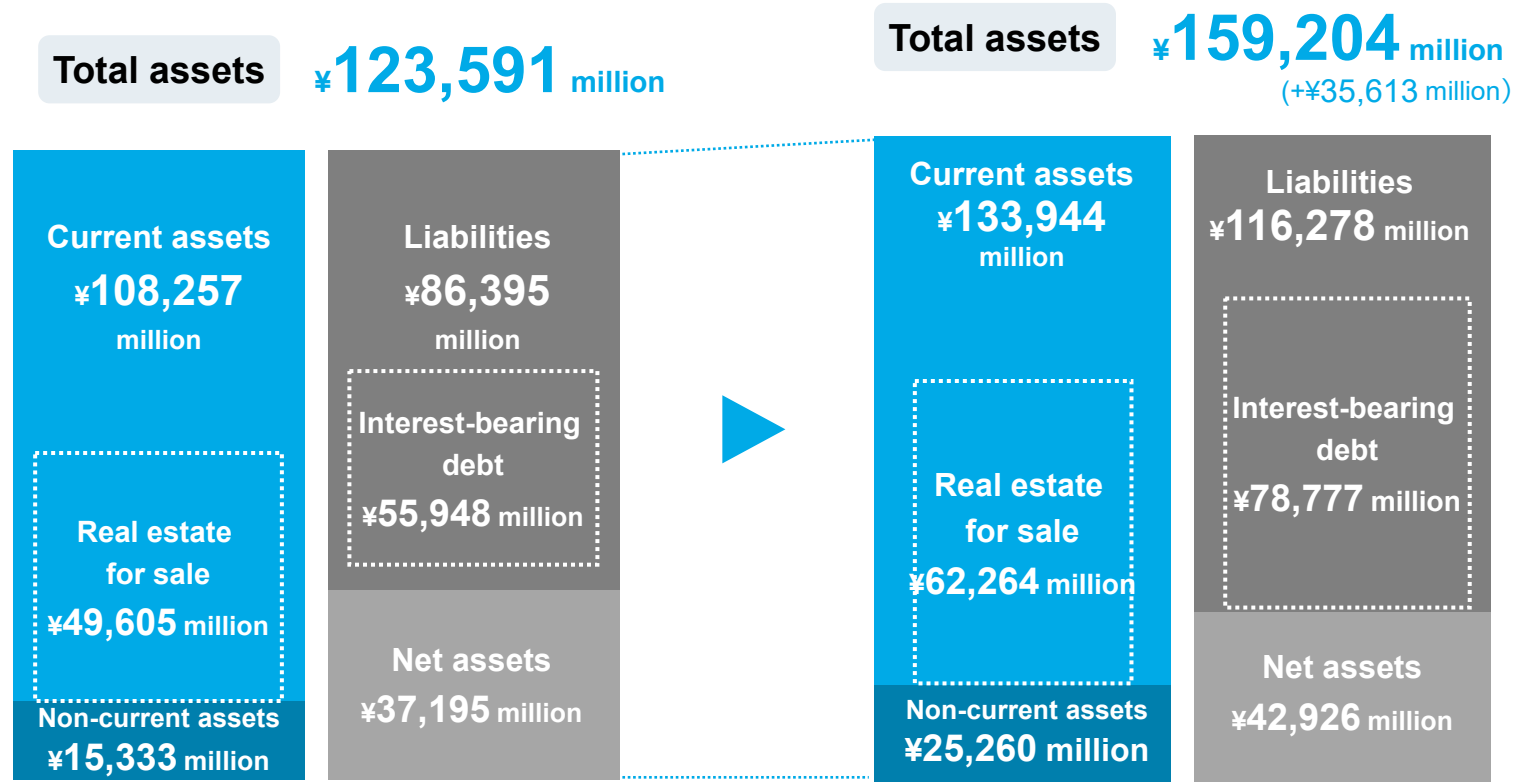 Total assets
¥123,591 million
Current assets
¥108,257
million
Real estate
for sale
¥49,605 million
Non-current assets
¥15,333 million
Liabilities
¥86,395
million
Interest-bearing
debt
¥55,948 million
Net assets
¥37,195 million
Total assets
¥159,204 million
(+¥35,613 million)
Current assets
¥133,944
million
Real estate
for sale
¥62,264 million
Non-current assets
¥25,260 million
Liabilities
¥116,278 million
Interest-bearing
debt
¥78,777 million
Net assets
¥42,926 million